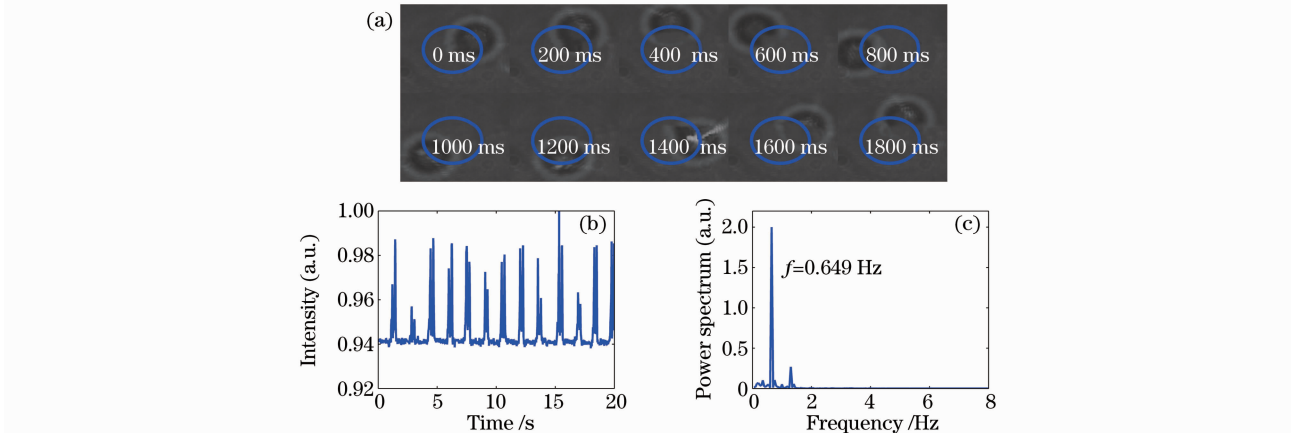 (a)
0 ms 200 ms 400 ms 600 ms 800 ms
1000 ms 1200 ms 1400 ms 1600 ms 1800 ms
(b)
Intensity (a.u.)
1.00
0.98
0.96
0.94
0.92
0 5 10 15 20
Time /s
(c)
Power spectrum (a.u.)
2.0
1.5
1.0
0.5
0
f=0.649 Hz
0 2 4 6 8
Frequency /Hz